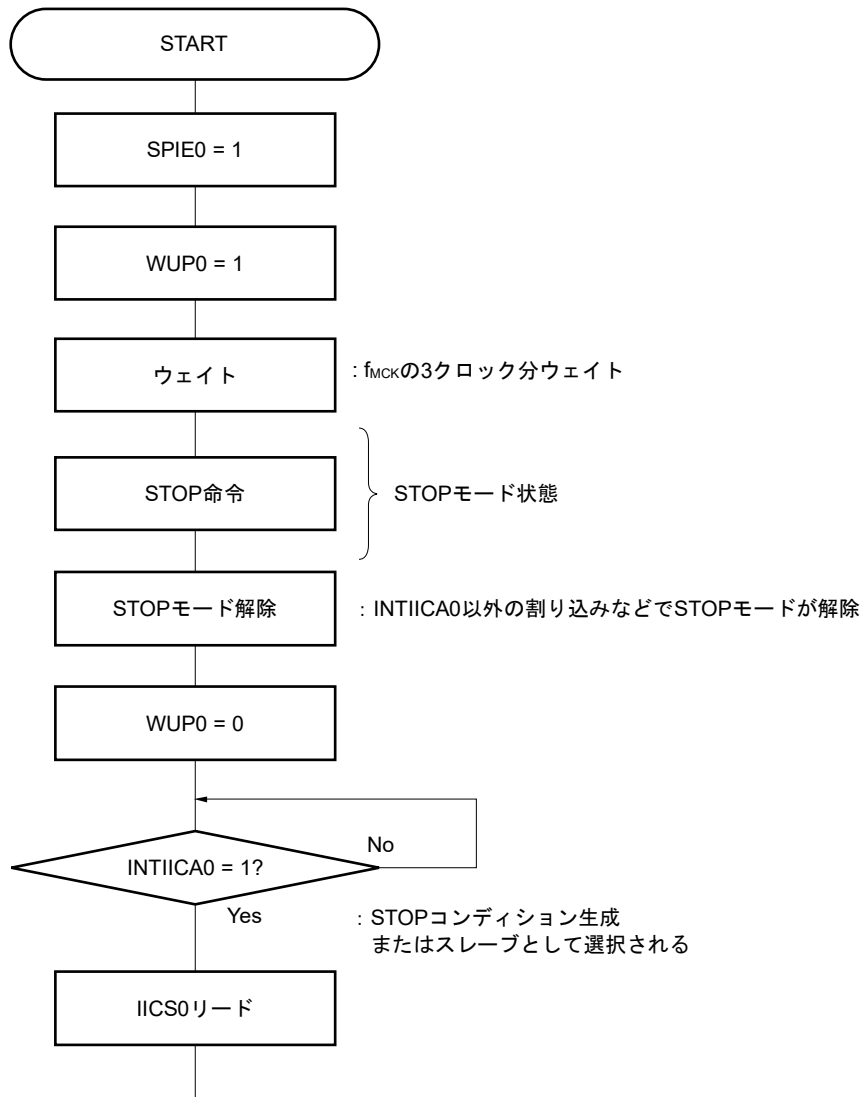 START
SPIE0 = 1
WUP0 = 1
ウェイト
: fMCKの3クロック分ウェイト
STOP命令
STOPモード状態
STOPモード解除
: INTIICA0以外の割り込みなどでSTOPモードが解除
WUP0 = 0
INTIICA0 = 1?
No
Yes
: STOPコンディション生成
またはスレーブとして選択される
IICS0リード